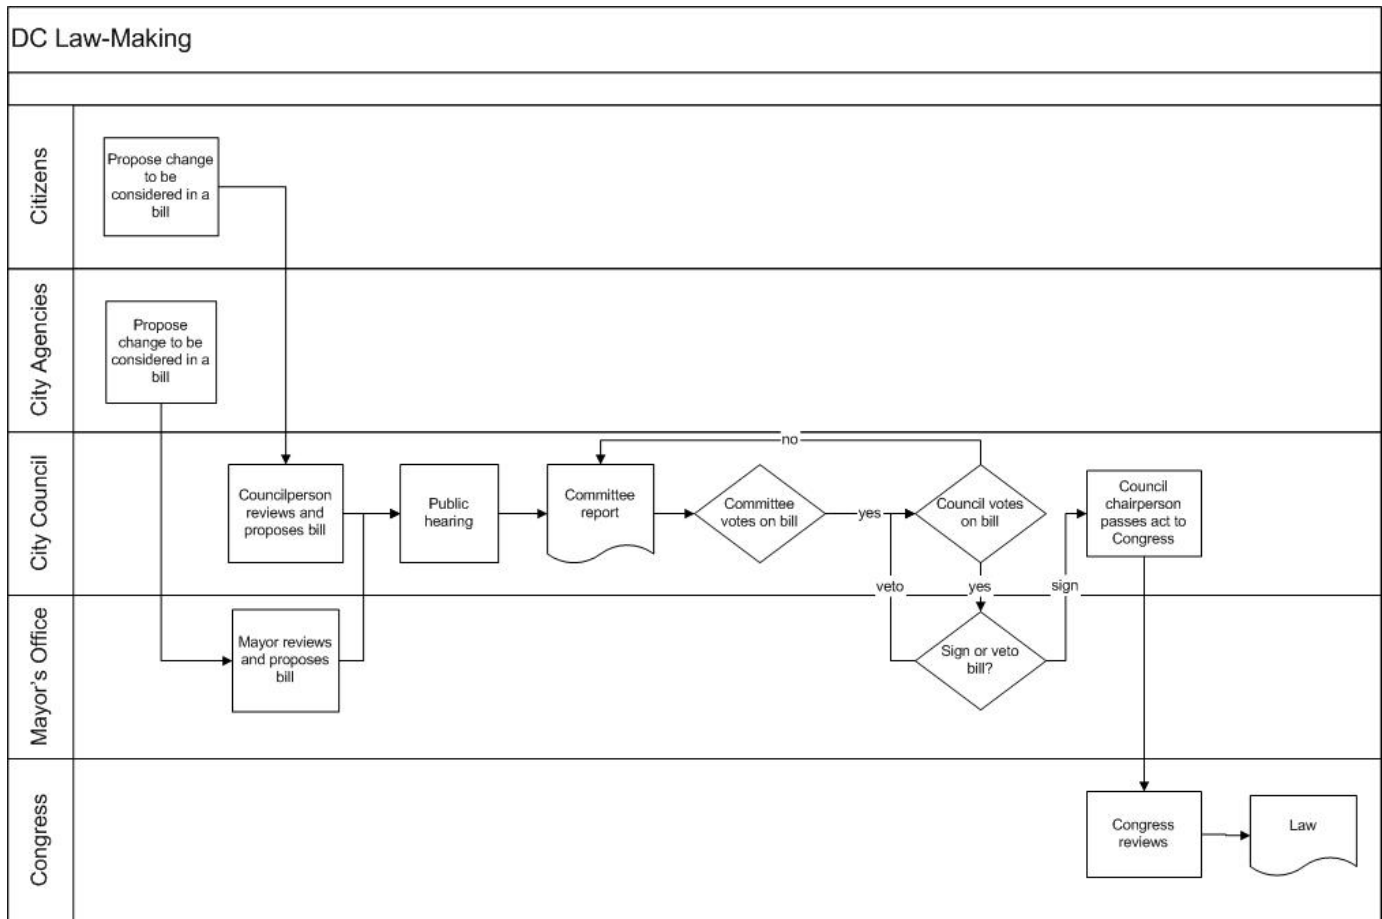 DC Law-Making
Citizens
Propose change
to be
considered in a
bill
City Agencies
Propose
change to be
considered in a
bill
City Council
Councilperson
reviews and
proposes bill
Public
hearing
Committee
report
Committee
votes on bill
yes
no
Council votes
on bill
veto
yes
sign
Council
chairperson
passes act to
Congress
Mayor's Office
Mayor reviews
and proposes
bill
Sign or veto
bill?
Congress
Congress
reviews
Law